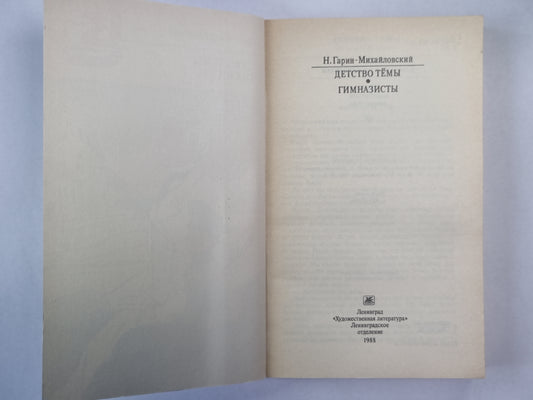 Н. Гарин-Михайловский
ДЕТСТВО ТЁМЫ
ГИМНАЗИСТЫ
Ленинград
«Художественная литература»
Ленинградское
отделение
1988